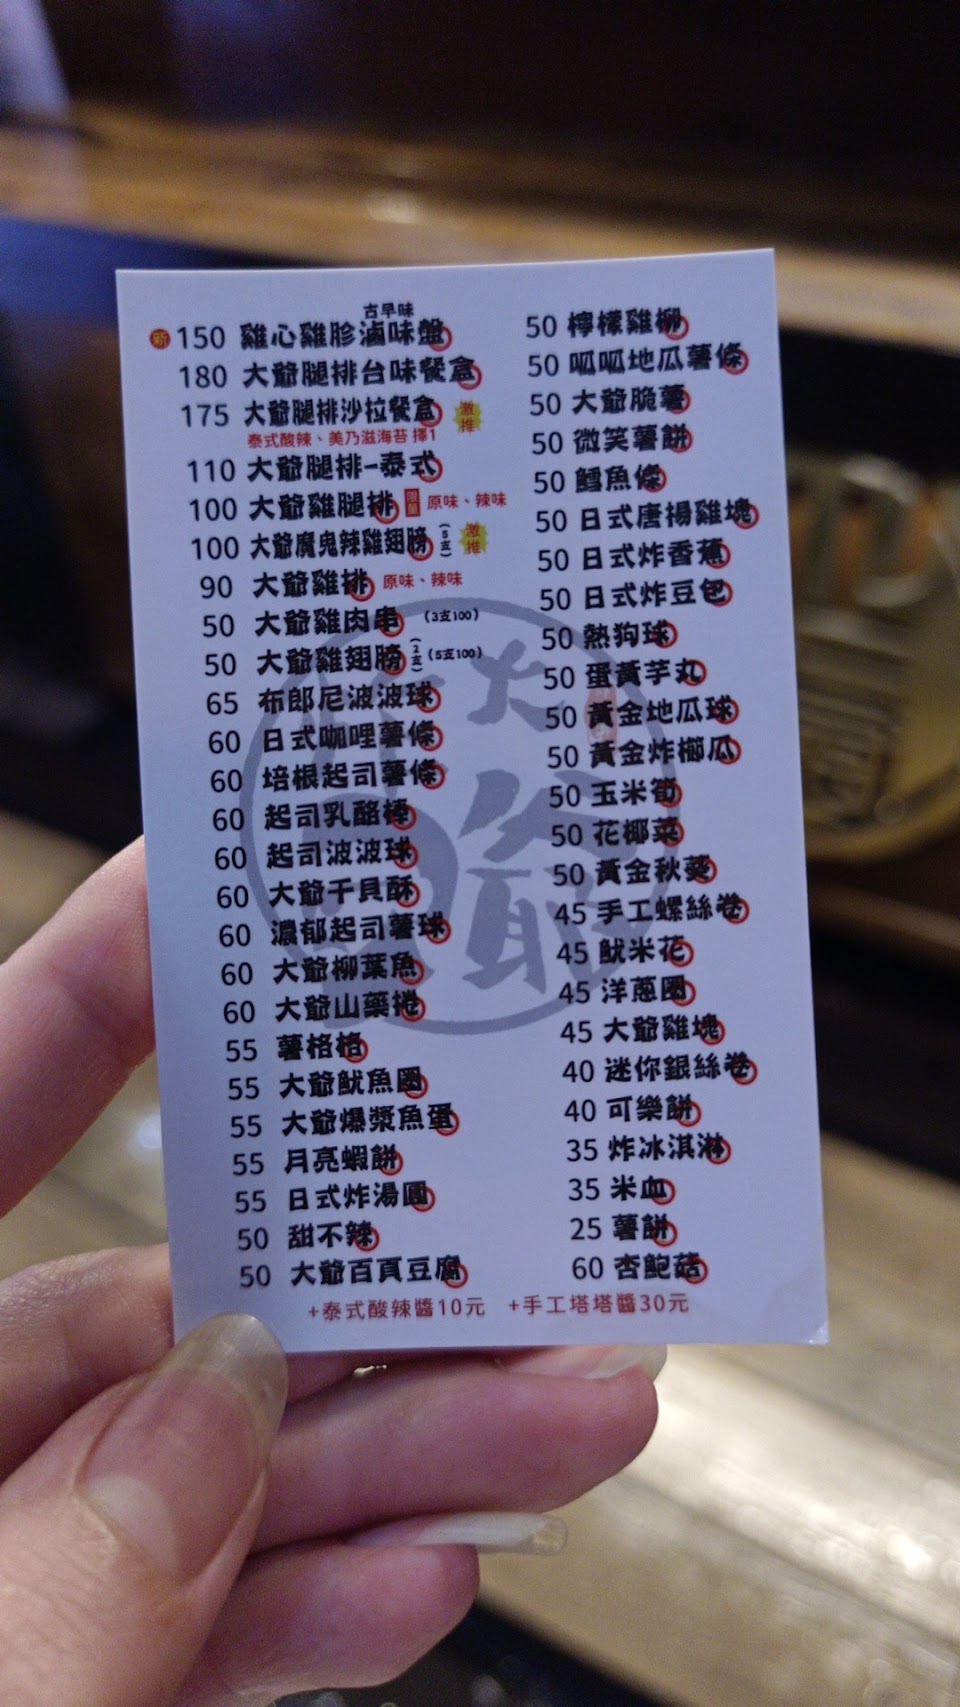 古早味
新 150 雞心雞胗滷味盤
180 大爺腿排台味餐盒
175 大爺腿排沙拉餐盒 激推
泰式酸辣、美乃滋海苔 擇1
110 大爺腿排-泰式
100 大爺雞腿排 限量 原味、辣味
100 大爺魔鬼辣雞翅膀 (5支) 激推
90 大爺雞排 原味、辣味
50 大爺雞肉串 (3支100)
50 大爺雞翅膀 (2支) (5支100)
65 布郎尼波波球
60 日式咖哩薯條
60 培根起司薯條
60 起司乳酪棒
60 起司波波球
60 大爺干貝酥
60 濃郁起司薯球
60 大爺柳葉魚
60 大爺山藥捲
55 薯格格
55 大爺魷魚圈
55 大爺爆漿魚蛋
55 月亮蝦餅
55 日式炸湯圓
50 甜不辣
50 大爺百頁豆腐
50 檸檬雞柳
50 呱呱地瓜薯條
50 大爺脆薯
50 微笑薯餅
50 鱈魚條
50 日式唐揚雞塊
50 日式炸香蕉
50 日式炸豆包
50 熱狗球
50 蛋黃芋丸
50 黃金地瓜球
50 黃金炸櫛瓜
50 玉米筍
50 花椰菜
50 黃金秋葵
45 手工螺絲卷
45 魷米花
45 洋蔥圈
45 大爺雞塊
40 迷你銀絲卷
40 可樂餅
35 炸冰淇淋
35 米血
25 薯餅
60 杏鮑菇
+泰式酸辣醬10元 +手工塔塔醬30元
大爺